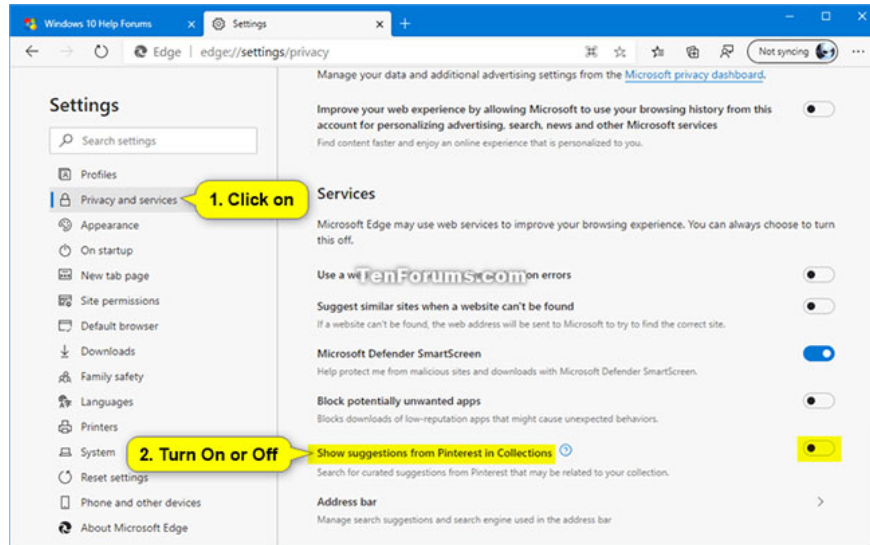 Windows 10 Help Forums
Settings
Edge | edge://settings/privacy
Not syncing
Manage your data and additional advertising settings from the Microsoft privacy dashboard.
Settings
Search settings
Profiles
Privacy and services
Appearance
On startup
New tab page
Site permissions
Default browser
Downloads
Family safety
Languages
Printers
System
Reset settings
Phone and other devices
About Microsoft Edge
1. Click on
2. Turn On or Off
Improve your web experience by allowing Microsoft to use your browsing history from this
account for personalizing advertising, search, news and other Microsoft services
Find content faster and enjoy an online experience that is personalized to you.
Services
Microsoft Edge may use web services to improve your browsing experience. You can always choose to turn
this off.
Use a on errors
TenForums.com
Suggest similar sites when a website can't be found
If a website can't be found, the web address will be sent to Microsoft to try to find the correct site.
Microsoft Defender SmartScreen
Help protect me from malicious sites and downloads with Microsoft Defender SmartScreen.
Block potentially unwanted apps
Blocks downloads of low-reputation apps that might cause unexpected behaviors.
Show suggestions from Pinterest in Collections
Search for curated suggestions from Pinterest that may be related to your collection.
Address bar
Manage search suggestions and search engine used in the address bar